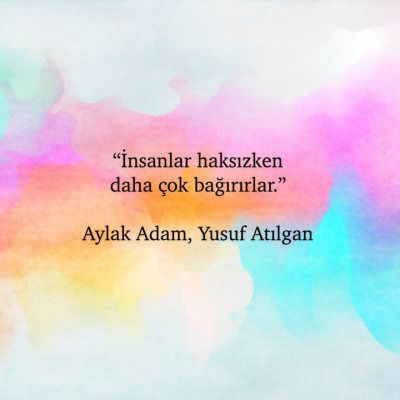 “İnsanlar haksızken
daha çok bağırırlar.”
Aylak Adam, Yusuf Atılgan